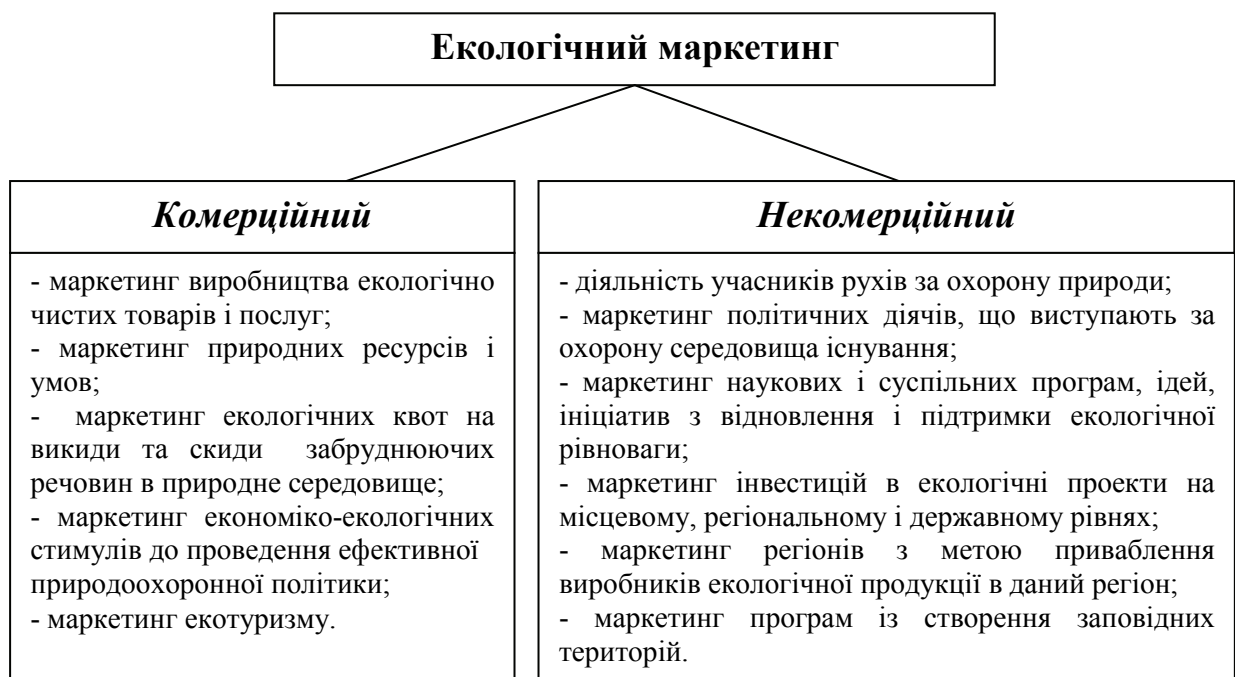 Екологічний маркетинг
Комерційний
- маркетинг виробництва екологічно
чистих товарів і послуг;
- маркетинг природних ресурсів і
умов;
- маркетинг екологічних квот на
викиди та скиди забруднюючих
речовин в природне середовище;
- маркетинг економіко-екологічних
стимулів до проведення ефективної
природоохоронної політики;
- маркетинг екотуризму.
Некомерційний
- діяльність учасників рухів за охорону природи;
- маркетинг політичних діячів, що виступають за
охорону середовища існування;
- маркетинг наукових і суспільних програм, ідей,
ініціатив з відновлення і підтримки екологічної
рівноваги;
- маркетинг інвестицій в екологічні проекти на
місцевому, регіональному і державному рівнях;
- маркетинг регіонів з метою приваблення
виробників екологічної продукції в даний регіон;
- маркетинг програм із створення заповідних
територій.